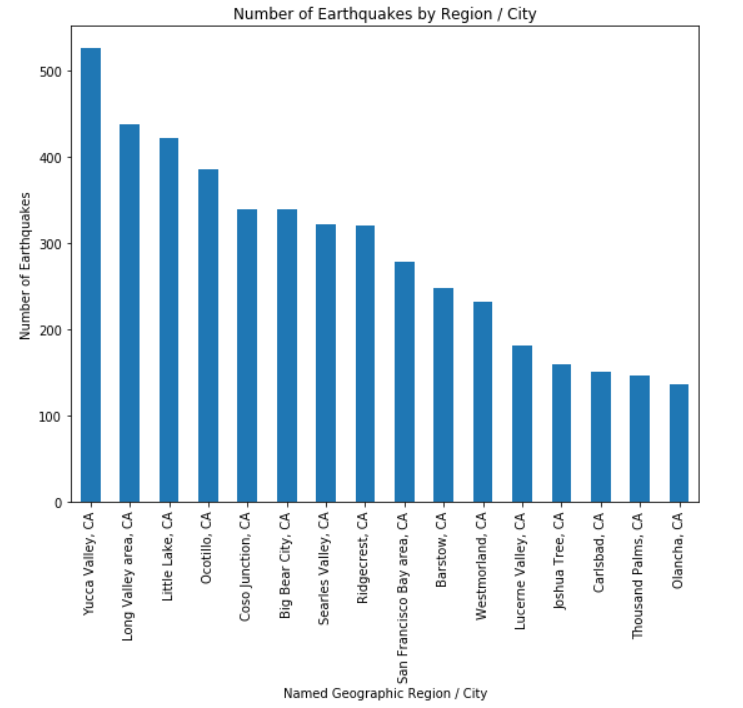 Number of Earthquakes by Region / City
Number of Earthquakes
500
400
300
200
100
0
Yucca Valley, CA
Long Valley area, CA
Little Lake, CA
Ocotillo, CA
Coso Junction, CA
Big Bear City, CA
Searles Valley, CA
Ridgecrest, CA
San Francisco Bay area, CA
Barstow, CA
Westmorland, CA
Lucerne Valley, CA
Joshua Tree, CA
Carlsbad, CA
Thousand Palms, CA
Olancha, CA
Named Geographic Region / City